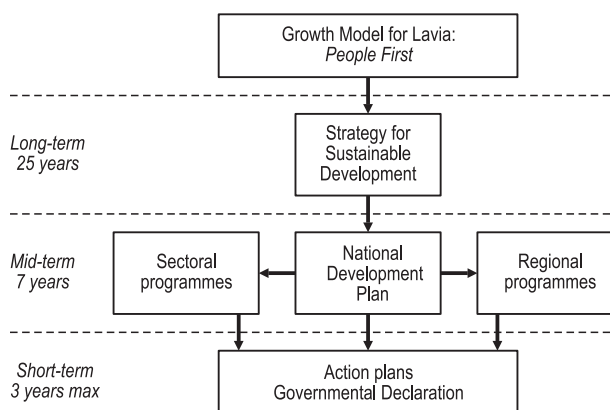 Growth Model for Lavia:
People First
Long-term
25 years
Strategy for
Sustainable
Development
Mid-term
7 years
Sectoral
programmes
National
Development
Plan
Regional
programmes
Short-term
3 years max
Action plans
Governmental Declaration